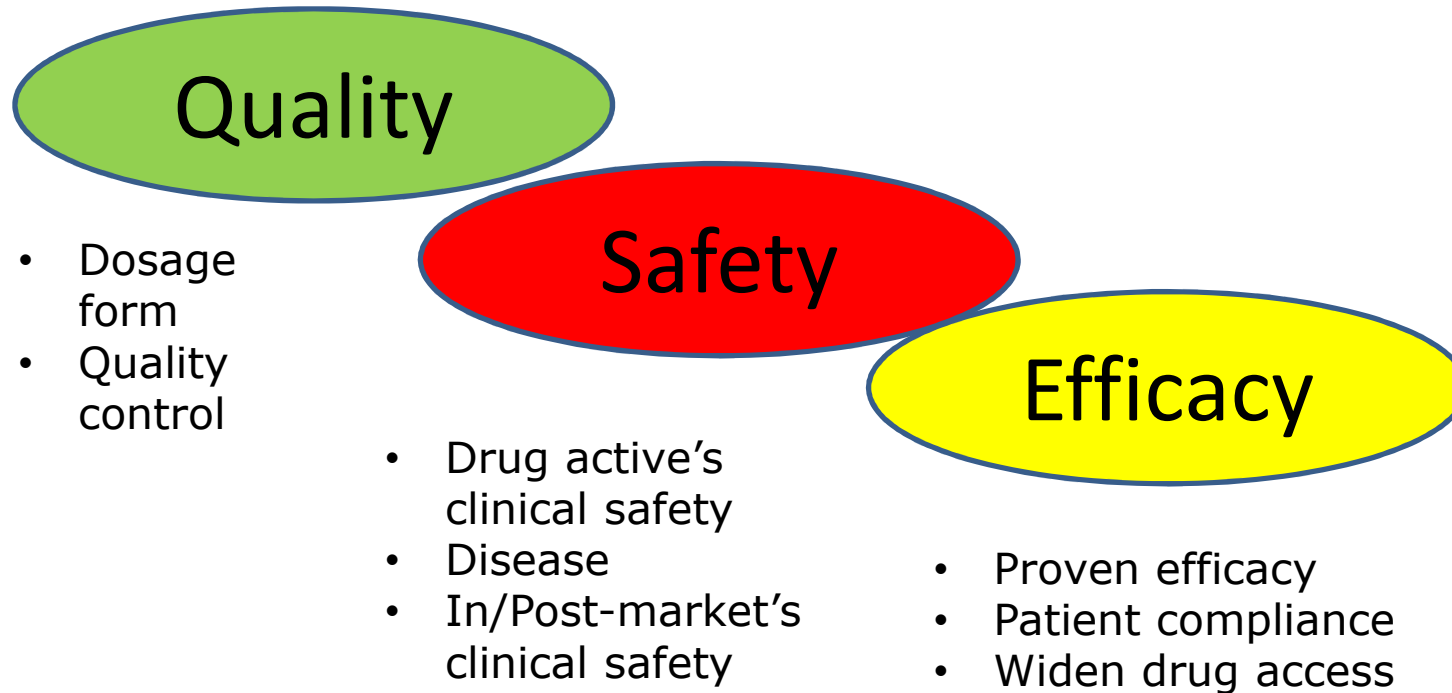 Quality
• Dosage
form
• Quality
control
Safety
• Drug active’s
clinical safety
• Disease
• In/Post-market’s
clinical safety
Efficacy
• Proven efficacy
• Patient compliance
• Widen drug access